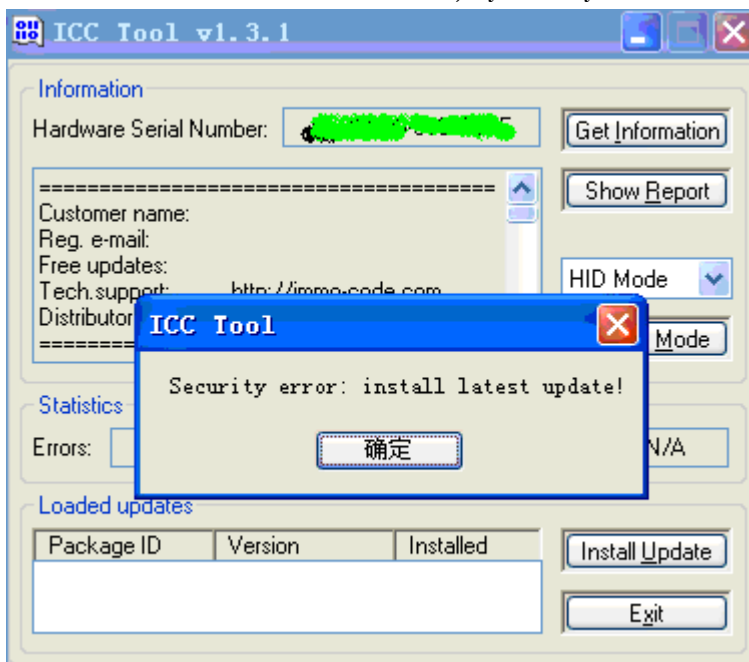 ICC Tool v1.3.1
Information
Hardware Serial Number:
Get Information
========================================
Show Report
Customer name:
Reg. e-mail:
Free updates:
HID Mode
Tech.support: http://immo-code.com
Distributor
ICC Tool
Mode
Security error: install latest update!
确定
Statistics
Errors:
N/A
Loaded updates
Package ID Version Installed
Install Update
Exit